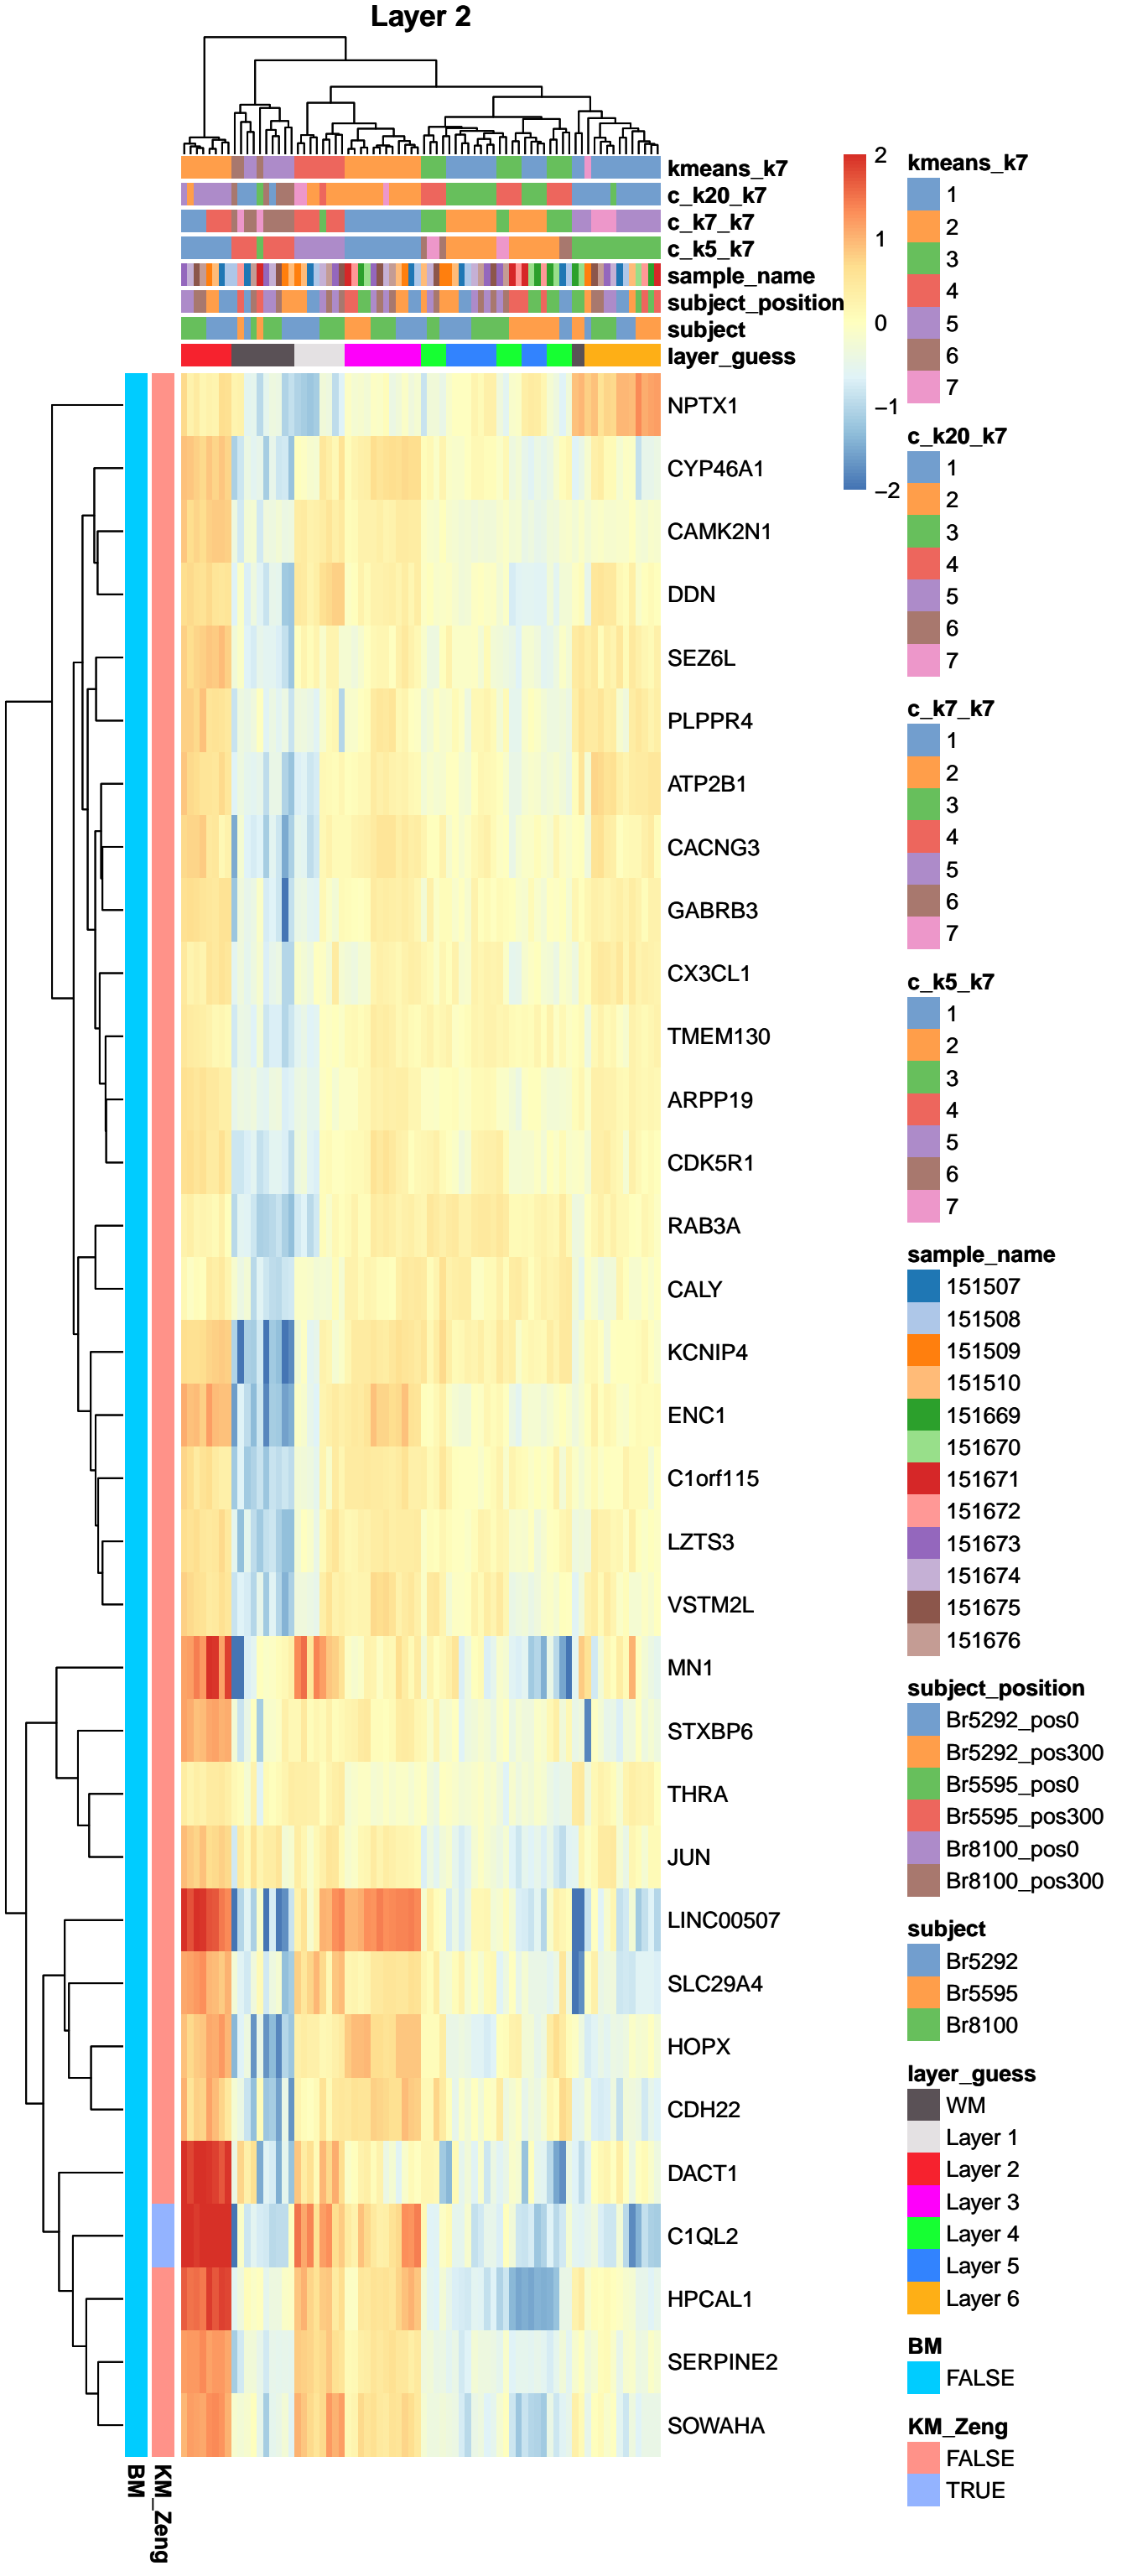 Layer 2
kmeans_k7
c_k20_k7
c_k7_k7
c_k5_k7
sample_name
subject_position
subject
layer_guess
NPTX1
CYP46A1
CAMK2N1
DDN
SEZ6L
PLPPR4
ATP2B1
CACNG3
GABRB3
CX3CL1
TMEM130
ARPP19
CDK5R1
RAB3A
CALY
KCNIP4
ENC1
C1orf115
LZTS3
VSTM2L
MN1
STXBP6
THRA
JUN
LINC00507
SLC29A4
HOPX
CDH22
DACT1
C1QL2
HPCAL1
SERPINE2
SOWAHA
BM
KM_Zeng
2
1
0
−1
−2
kmeans_k7
1
2
3
4
5
6
7
c_k20_k7
1
2
3
4
5
6
7
c_k7_k7
1
2
3
4
5
6
7
c_k5_k7
1
2
3
4
5
6
7
sample_name
151507
151508
151509
151510
151669
151670
151671
151672
151673
151674
151675
151676
subject_position
Br5292_pos0
Br5292_pos300
Br5595_pos0
Br5595_pos300
Br8100_pos0
Br8100_pos300
subject
Br5292
Br5595
Br8100
layer_guess
WM
Layer 1
Layer 2
Layer 3
Layer 4
Layer 5
Layer 6
BM
FALSE
KM_Zeng
FALSE
TRUE